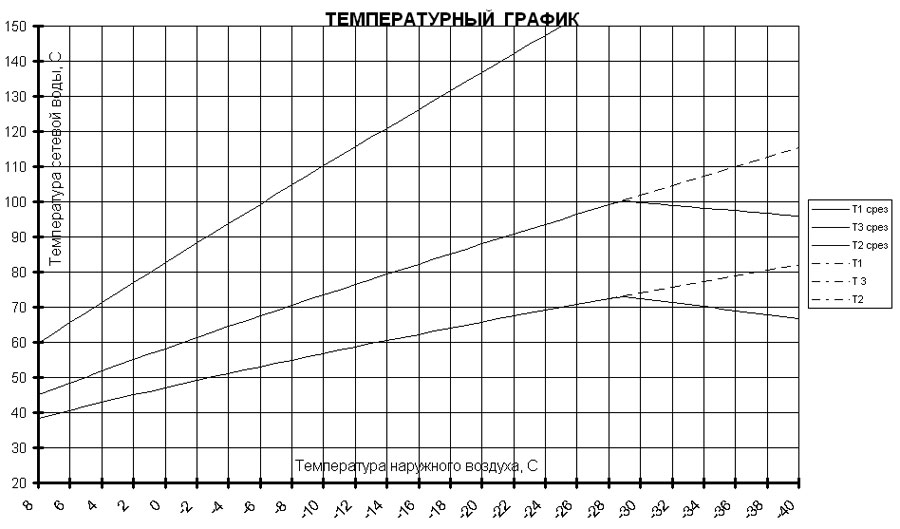 ТЕМПЕРАТУРНЫЙ ГРАФИК
150
140
130
120
110
100
90
80
70
60
50
40
30
20
Температура сетевой воды, С
Температура наружного воздуха, С
8 6 4 2 0 -2 -4 -6 -8 -10 -12 -14 -16 -18 -20 -22 -24 -26 -28 -30 -32 -34 -36 -38 -40
Т1 срез
Т3 срез
Т2 срез
Т1
Т 3
Т2